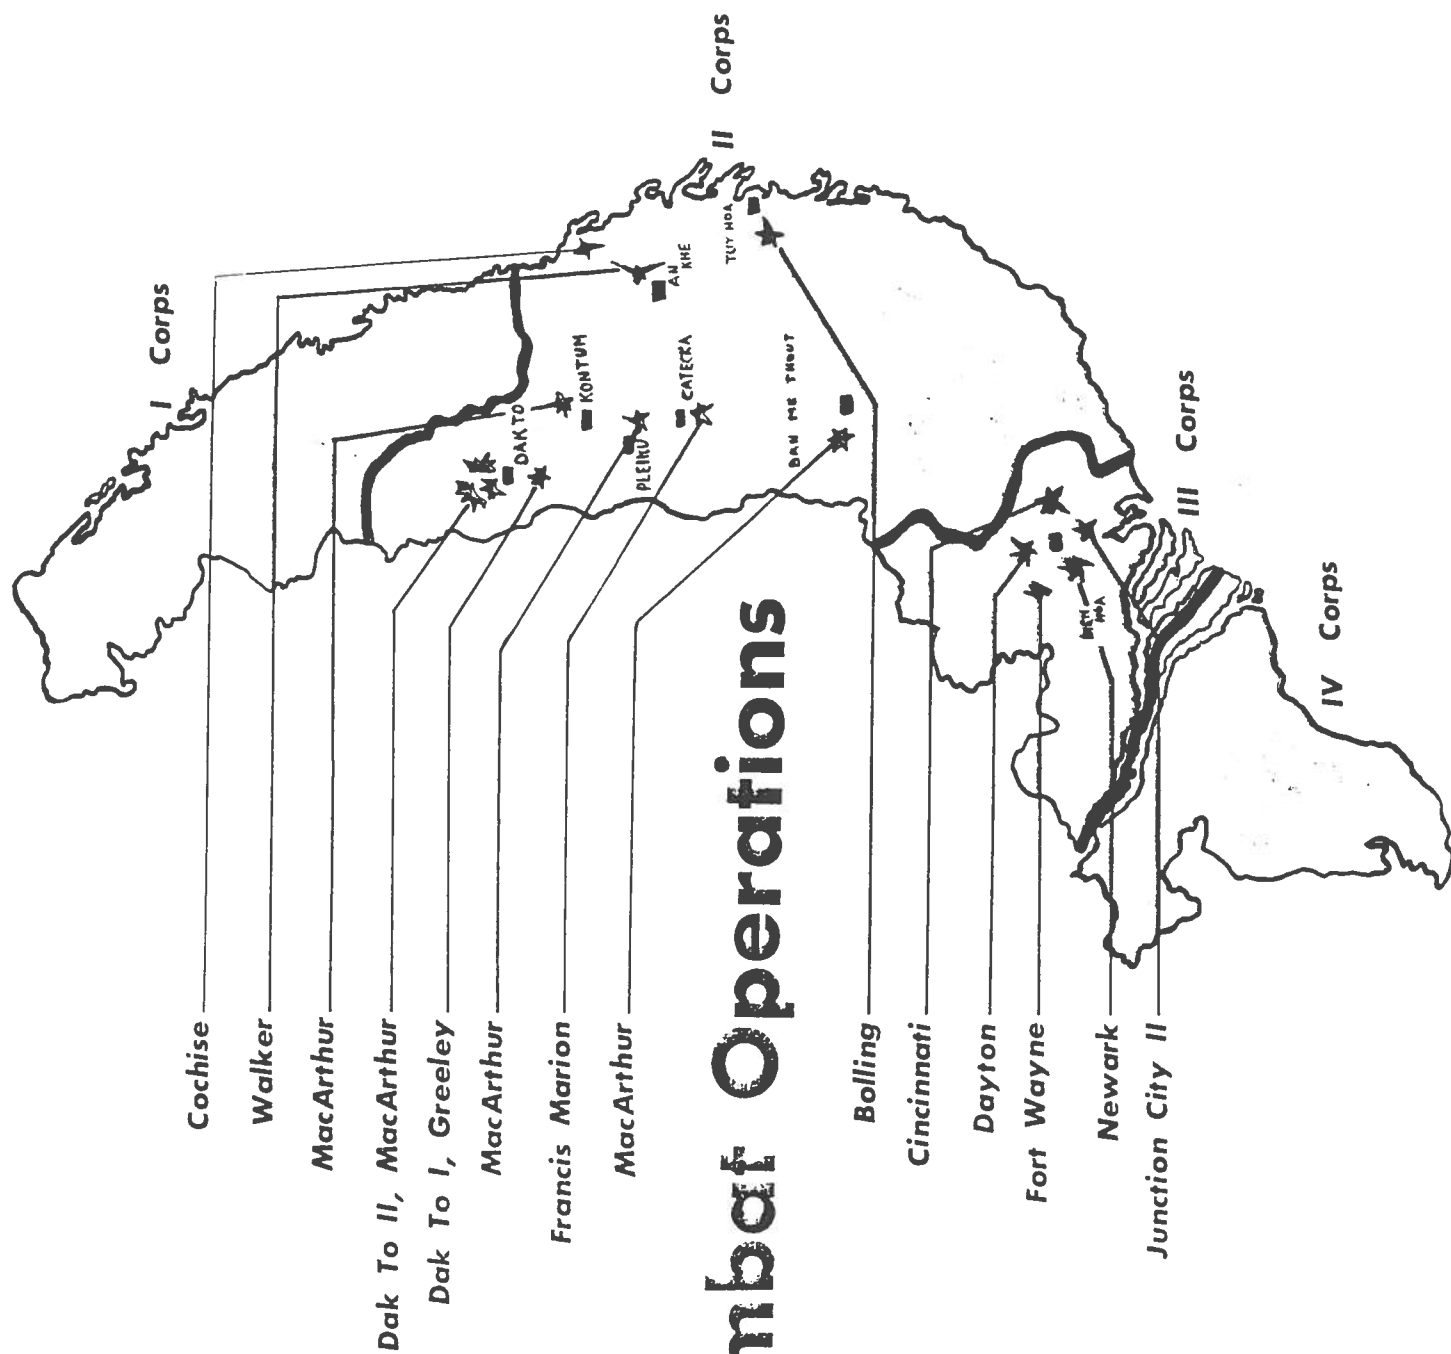 Cochise
Walker
MacArthur
Dak To II, MacArthur
Dak To I, Greeley
MacArthur
Francis Marion
MacArthur
Bolling
Cincinnati
Dayton
Fort Wayne
Newark
Junction City II
mbat Operations
I Corps
II Corps
III Corps
IV Corps
DAK TO
KONTUM
AN
KHE
PLEIKU
CATECKA
TUY HOA
BAN ME THOUT
BIEN
HOA